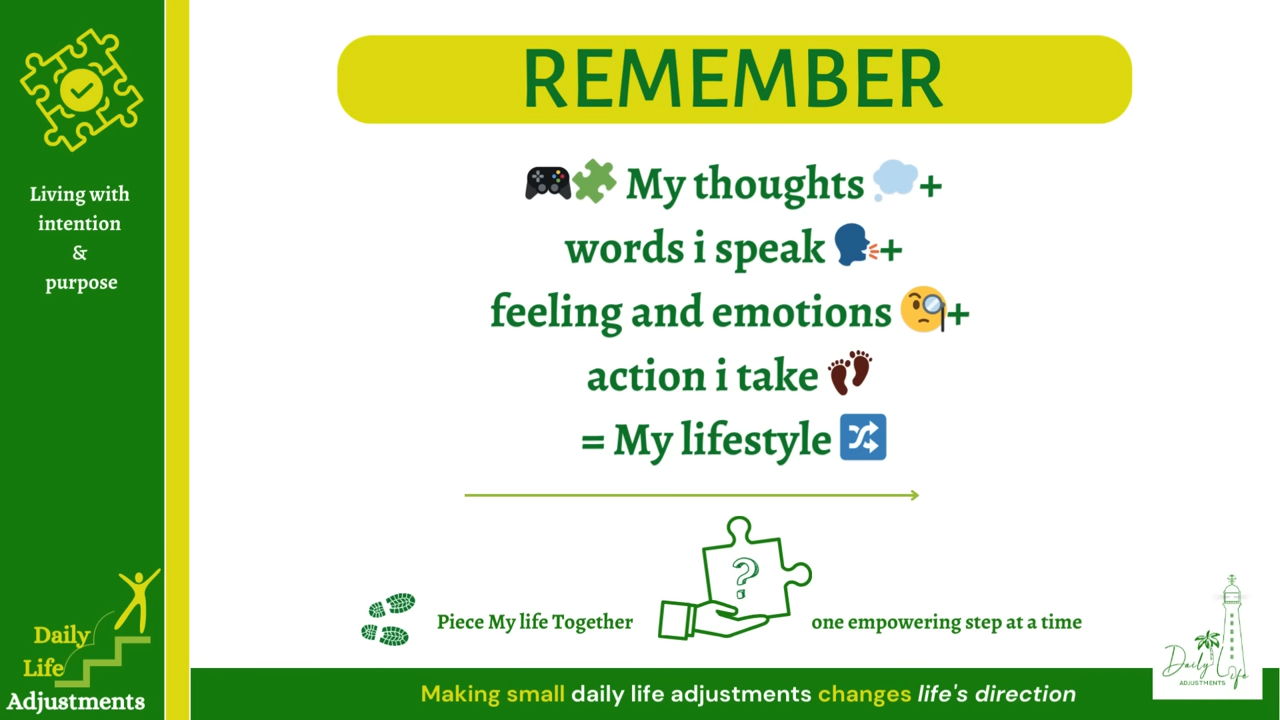 REMEMBER
🎮🧩 My thoughts 💭+
words i speak 🗣+
feeling and emotions 🧐+
action i take 👣
= My lifestyle 🔀
Living with
intention
&
purpose
?
Piece My life Together
one empowering step at a time
Daily
Life
Adjustments
Making small daily life adjustments changes life's direction
Daily Life
ADJUSTMENTS